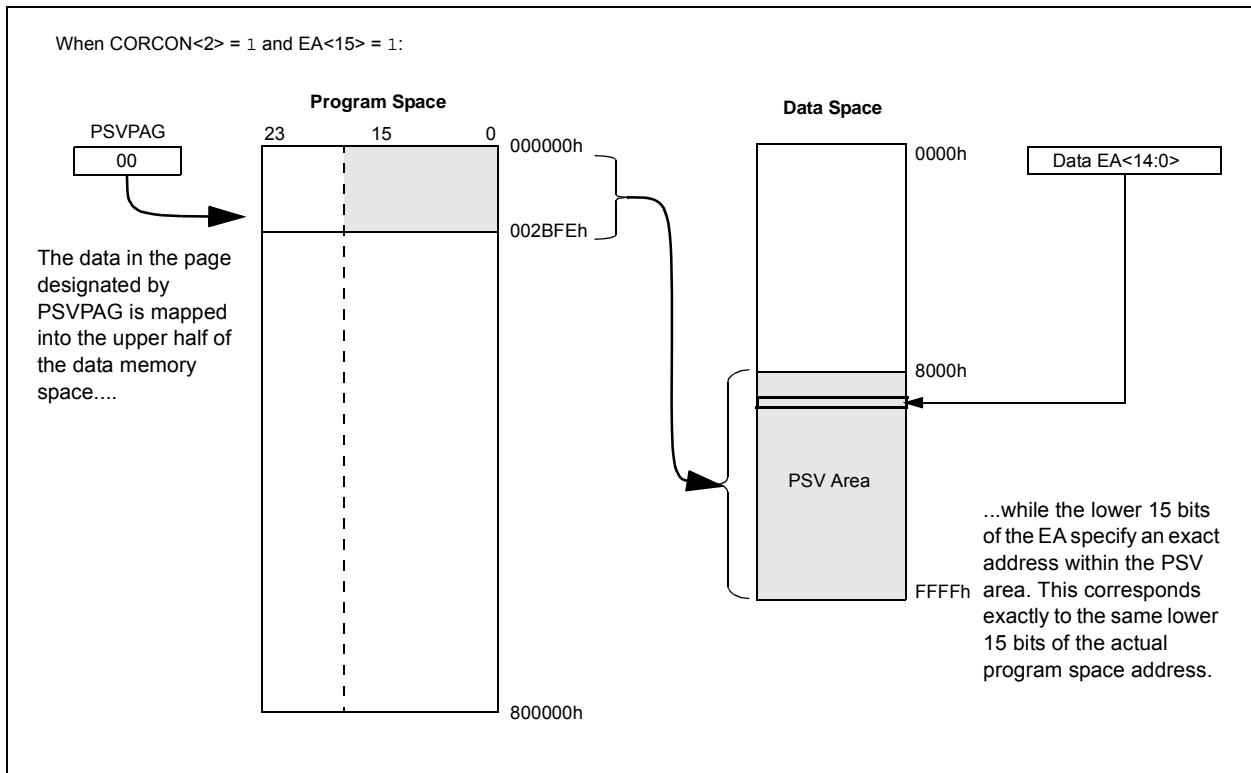 When CORCON<2> = 1 and EA<15> = 1:
Program Space
Data Space
PSVPAG
23 15 0
000000h
0000h
00
Data EA<14:0>
002BFEh
The data in the page
designated by
PSVPAG is mapped
into the upper half of
the data memory
space....
8000h
PSV Area
...while the lower 15 bits
of the EA specify an exact
address within the PSV
FFFFh
area. This corresponds
exactly to the same lower
15 bits of the actual
program space address.
800000h